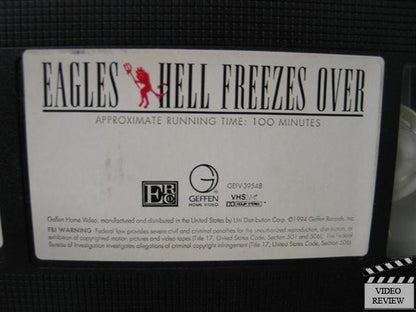 EAGLES HELL FREEZES OVER
APPROXIMATE RUNNING TIME: 100 MINUTES
GEFV-39548
GEFFEN
HOME VIDEO
VHS
DOLBY SURROUND
Geffen Home Video, manufactured and distributed in the United States by Uni Distribution Corp. ©1994 Geffen Records, Inc.
FBI WARNING: Federal law provides severe civil and criminal penalties for the unauthorized reproduction, distribution, or
exhibition of copyrighted motion pictures and video tapes (Title 17, United States Code, Section 501 and 506). The Federal
Bureau of Investigation investigates allegations of criminal copyright infringement (Title 17, United States Code, Section 506).
VIDEO
REVIEW